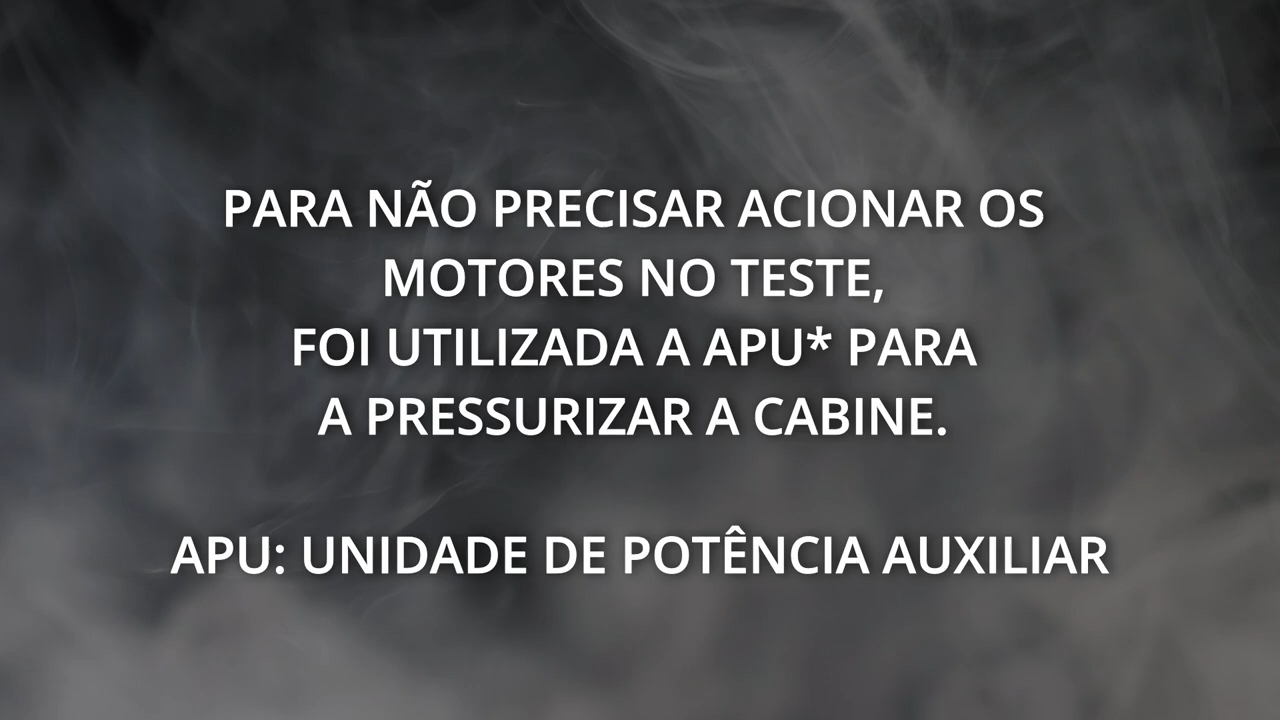 PARA NÃO PRECISAR ACIONAR OS
MOTORES NO TESTE,
FOI UTILIZADA A APU* PARA
A PRESSURIZAR A CABINE.
APU: UNIDADE DE POTÊNCIA AUXILIAR